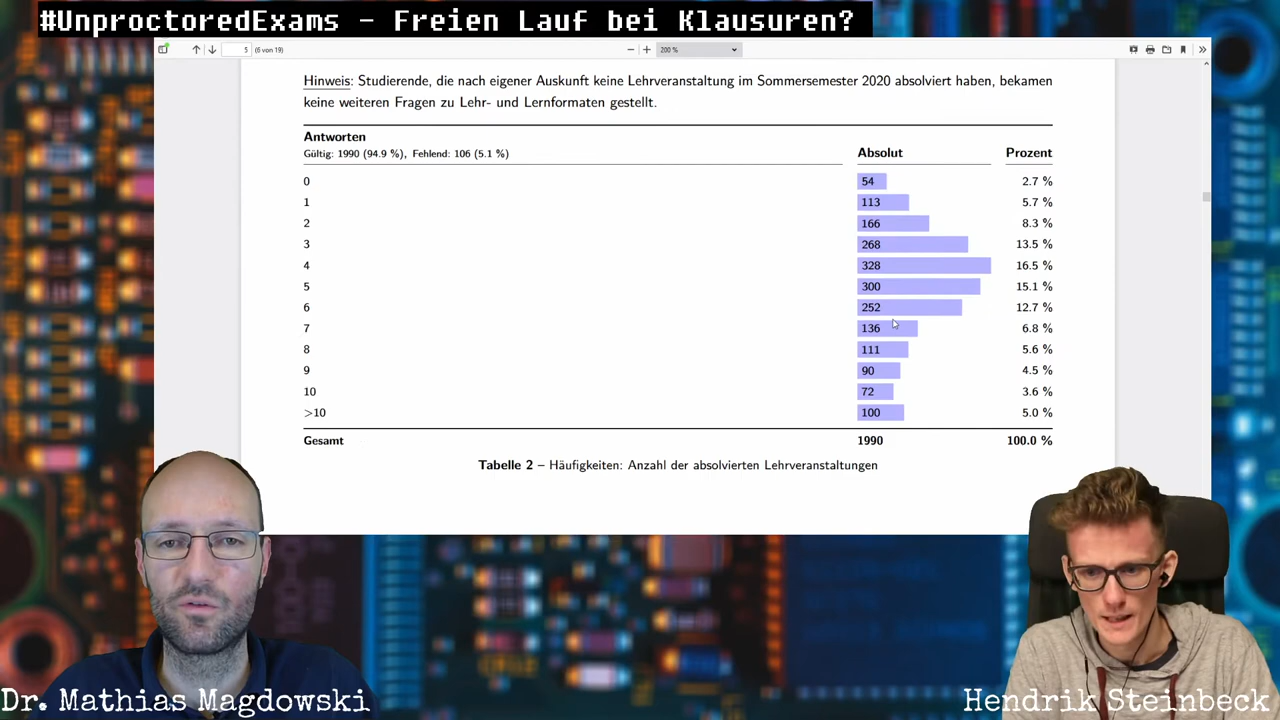 #UnproctoredExams – Freien Lauf bei Klausuren?
5 (6 von 19) 200 %
Hinweis: Studierende, die nach eigener Auskunft keine Lehrveranstaltung im Sommersemester 2020 absolviert haben, bekamen
keine weiteren Fragen zu Lehr- und Lernformaten gestellt.
Antworten
Gültig: 1990 (94.9 %), Fehlend: 106 (5.1 %) Absolut Prozent
0 54 2.7 %
1 113 5.7 %
2 166 8.3 %
3 268 13.5 %
4 328 16.5 %
5 300 15.1 %
6 252 12.7 %
7 136 6.8 %
8 111 5.6 %
9 90 4.5 %
10 72 3.6 %
>10 100 5.0 %
Gesamt 1990 100.0 %
Tabelle 2 – Häufigkeiten: Anzahl der absolvierten Lehrveranstaltungen
Dr. Mathias Magdowski
Hendrik Steinbeck